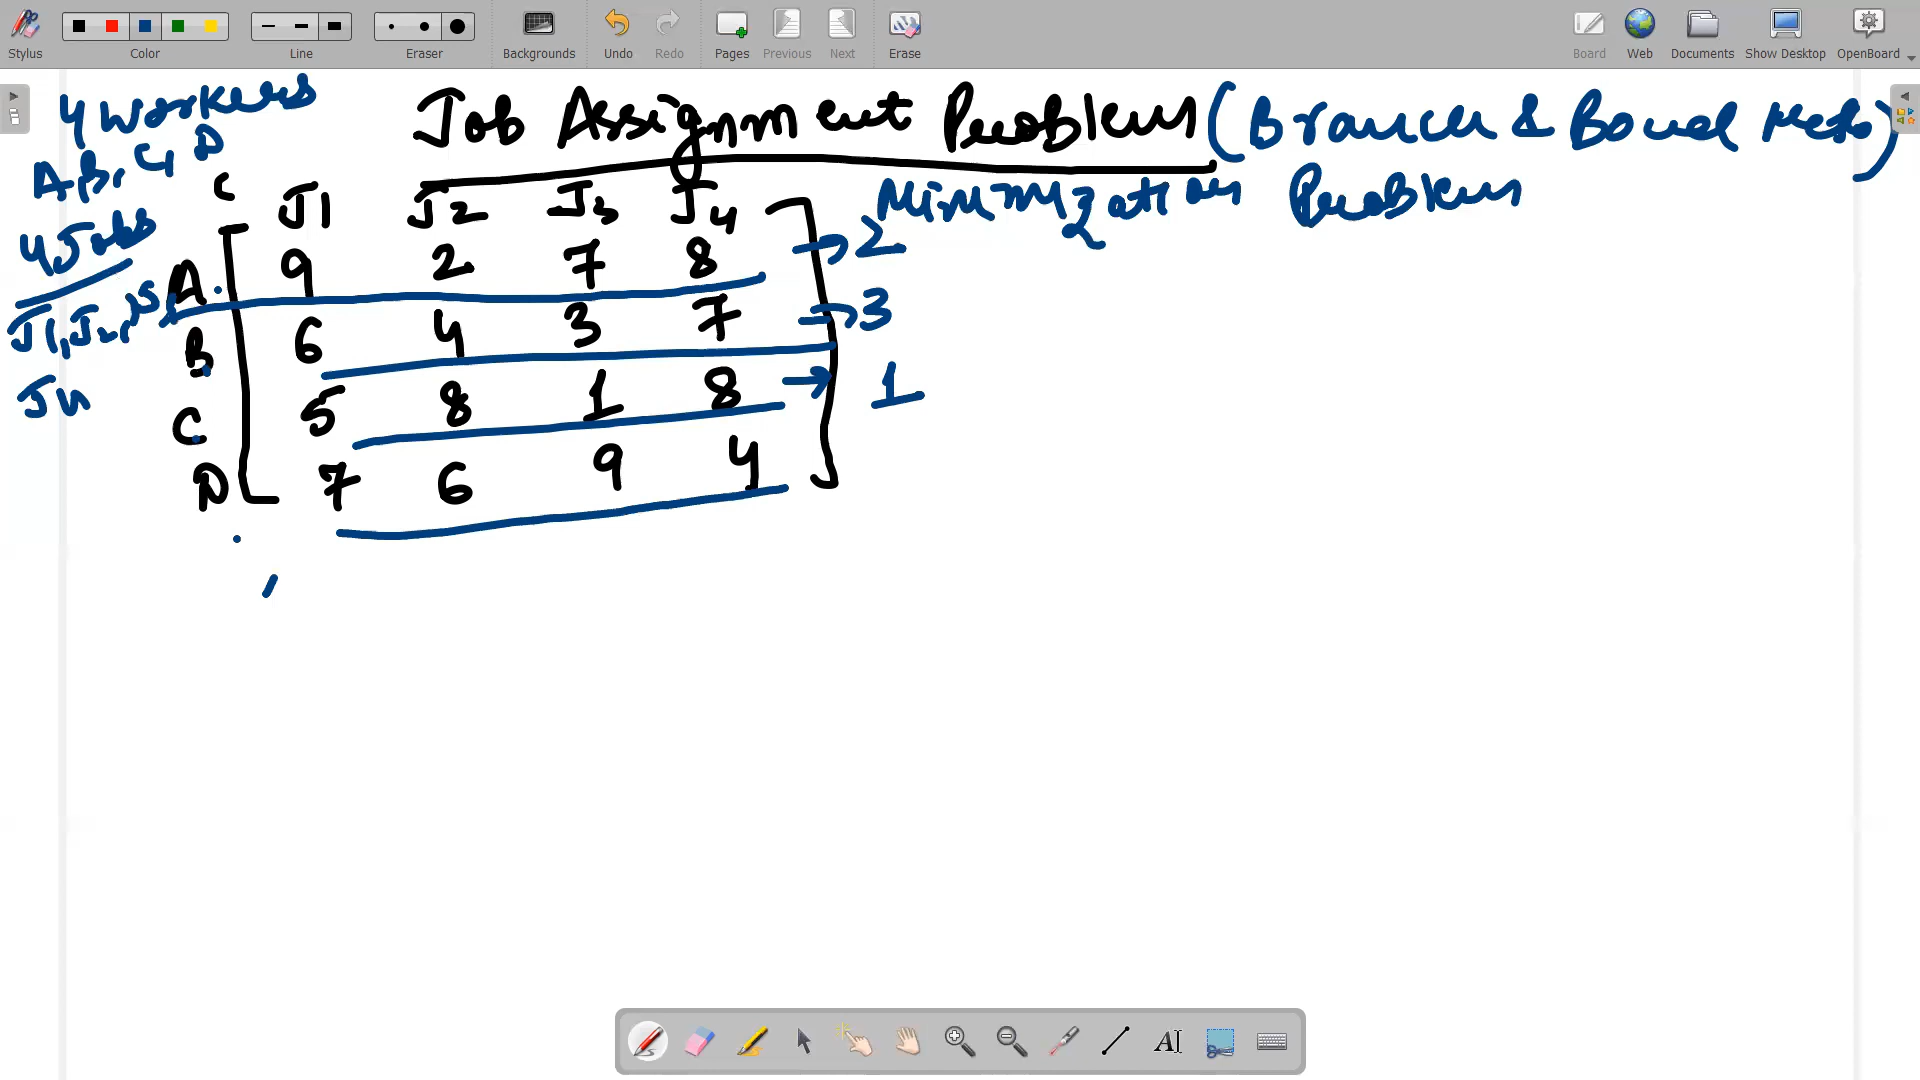 Stylus Color Line Eraser Backgrounds Undo Redo Pages Previous Next Erase Board Web Documents Show Desktop OpenBoard
4 workers
A, B, C, D
Job Assignment Problem (Branch & Bound Meth)
Minimization Problem
4 Jobs
J1, J2, J3,
J4
C J1 J2 J3 J4
A 9 2 7 8 → 2
B 6 4 3 7 → 3
C 5 8 1 8 → 1
D 7 6 9 4